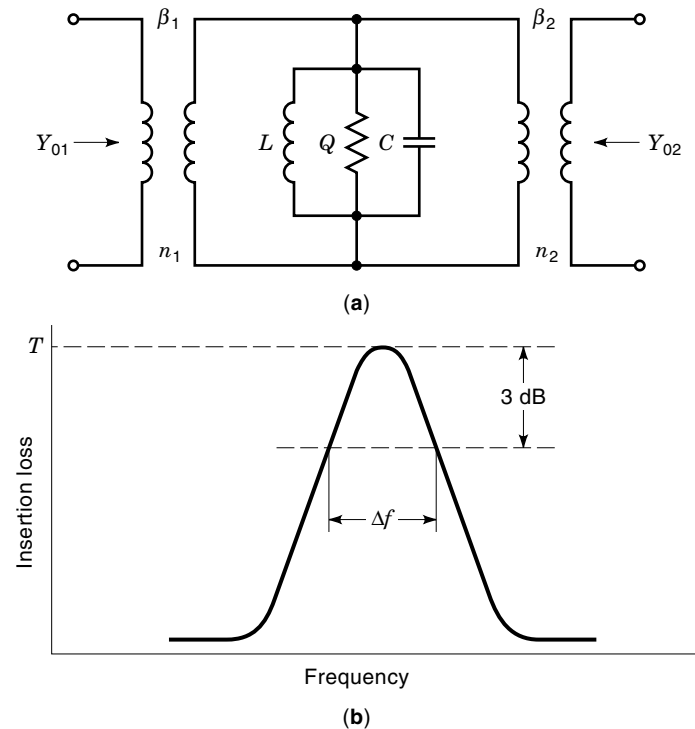 β1 β2
Y01 L Q C Y02
n1 n2
(a)
T
3 dB
Δf
Insertion loss
Frequency
(b)